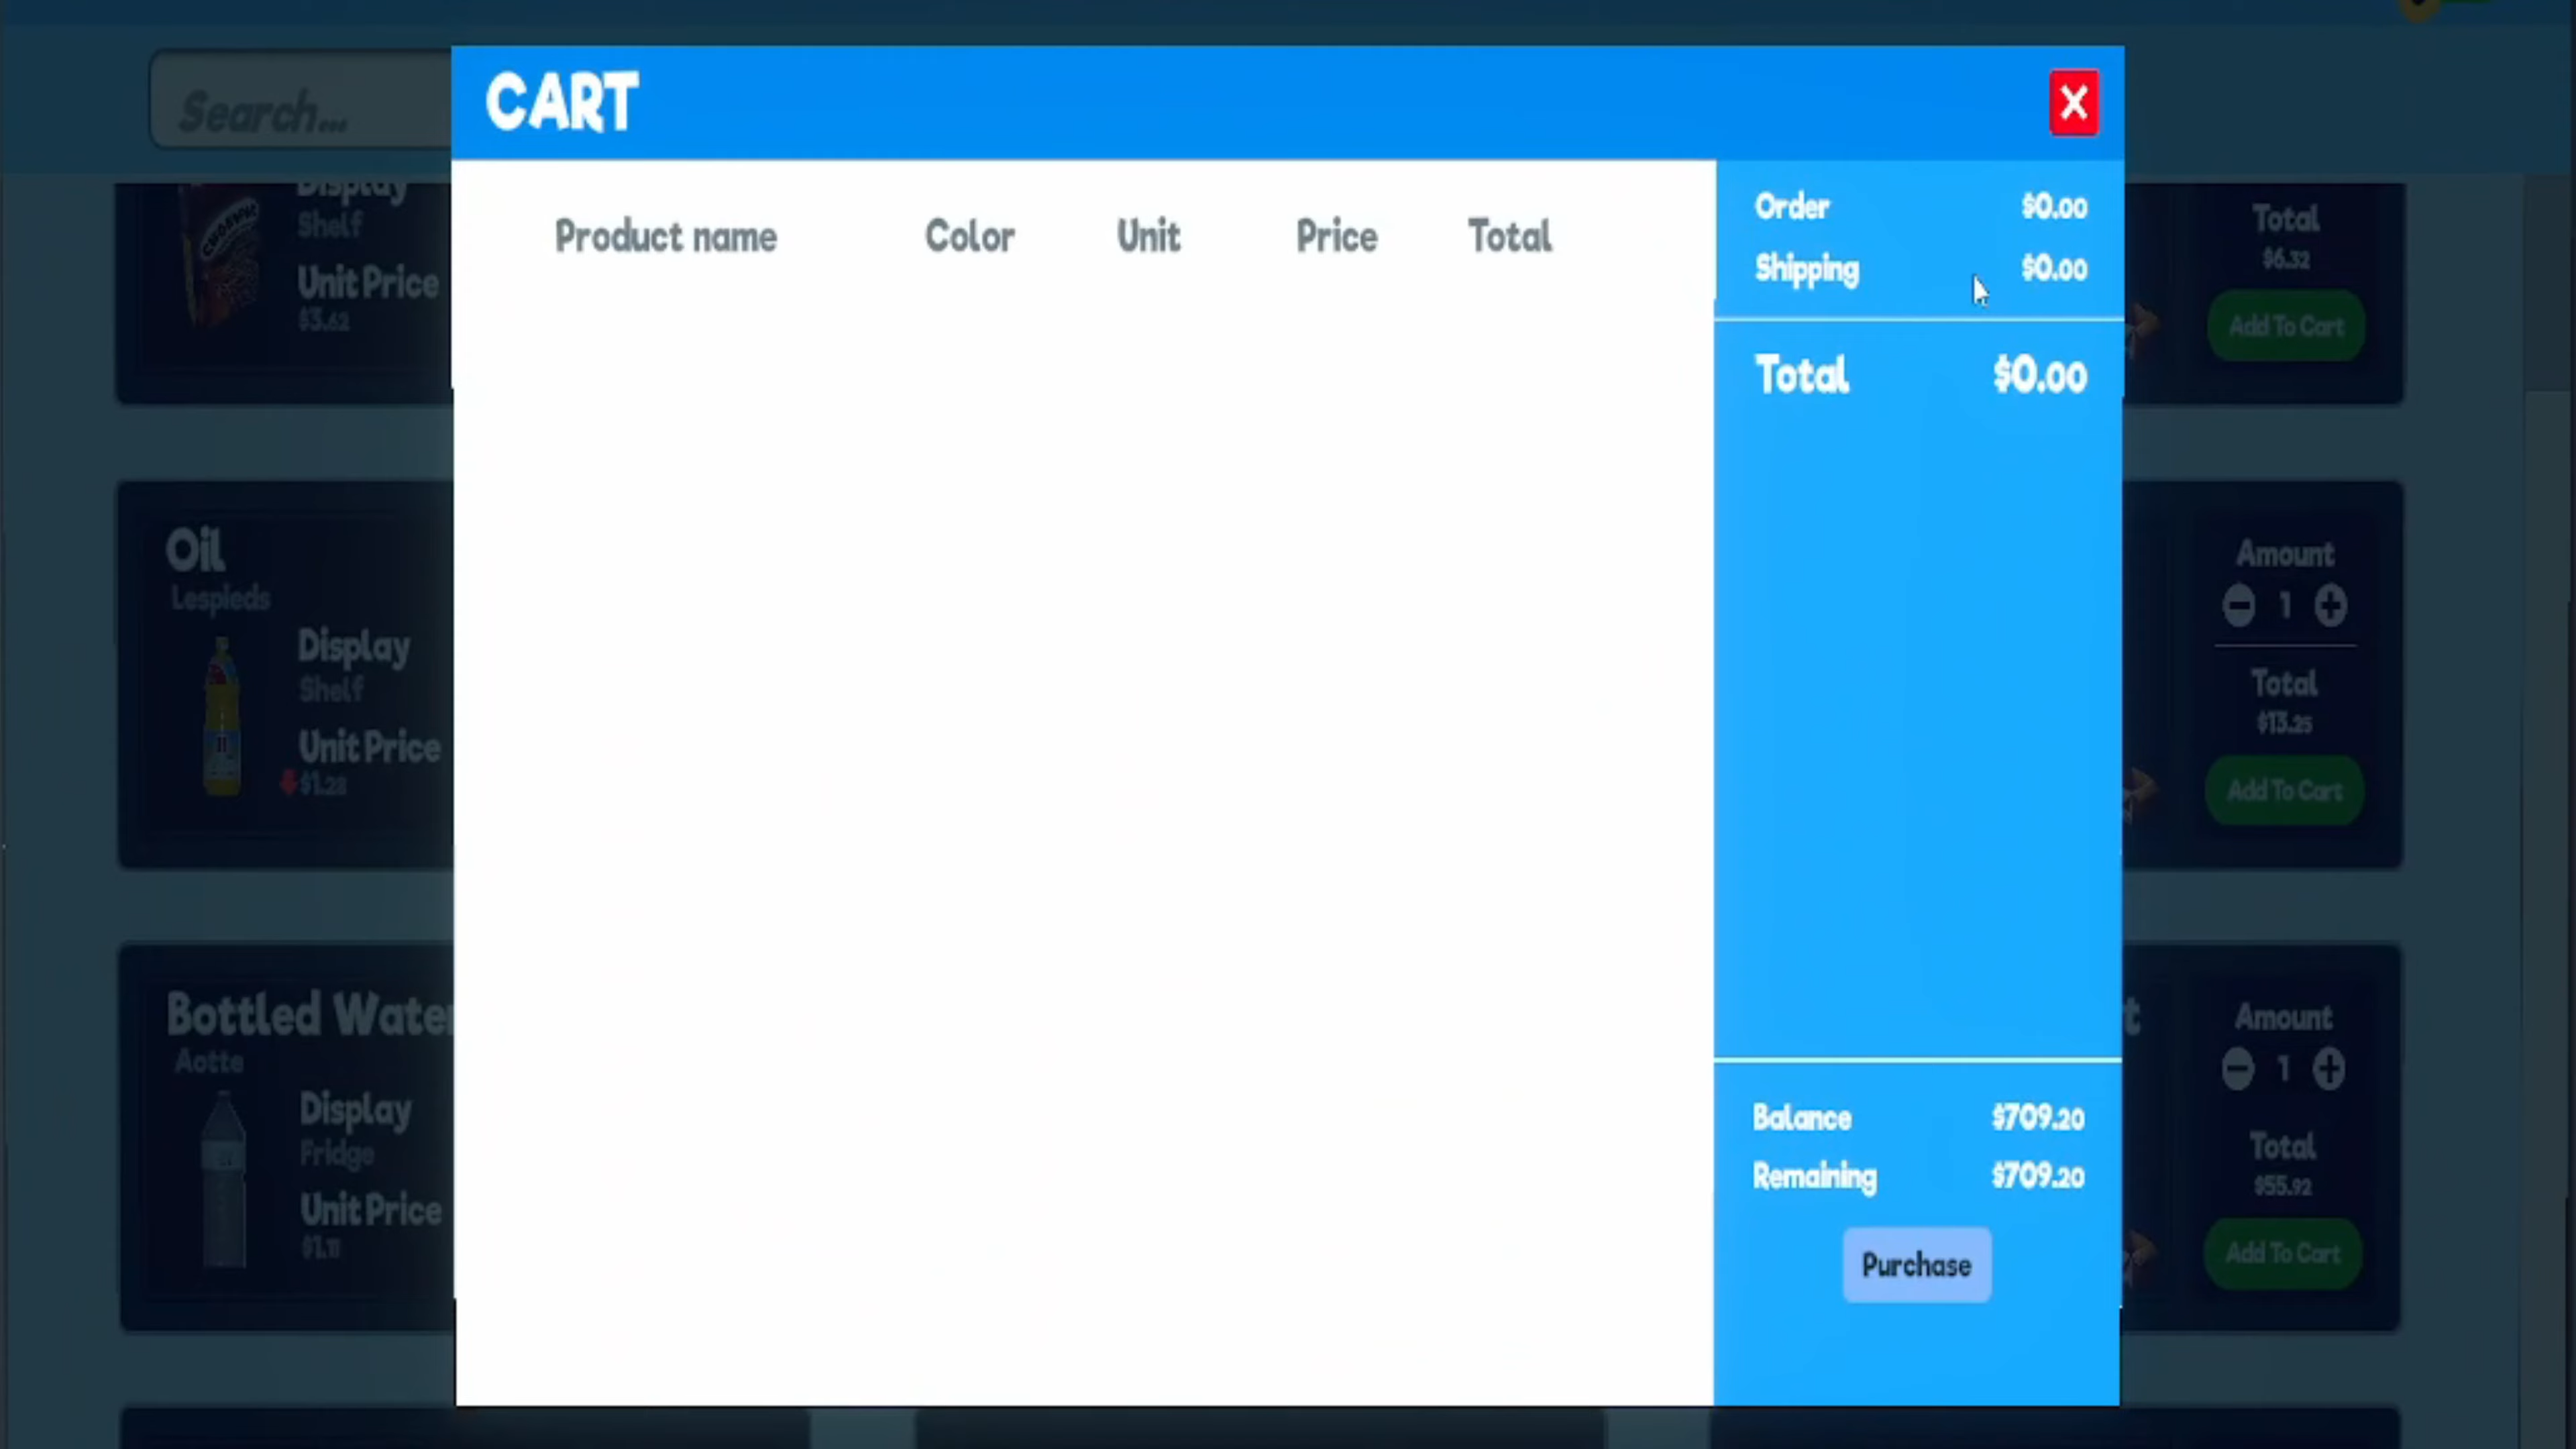 Search...
CART
Product name Color Unit Price Total
Order $0.00
Shipping $0.00
Total $0.00
Balance $709.20
Remaining $709.20
Purchase
Display
Shelf
Unit Price
$3.62
Total
$6.32
Add To Cart
Oil
Lespieds
Display
Shelf
Unit Price
$1.28
Amount
1
Total
$13.25
Add To Cart
Bottled Water
Aotte
Display
Fridge
Unit Price
$1.11
Amount
1
Total
$55.92
Add To Cart